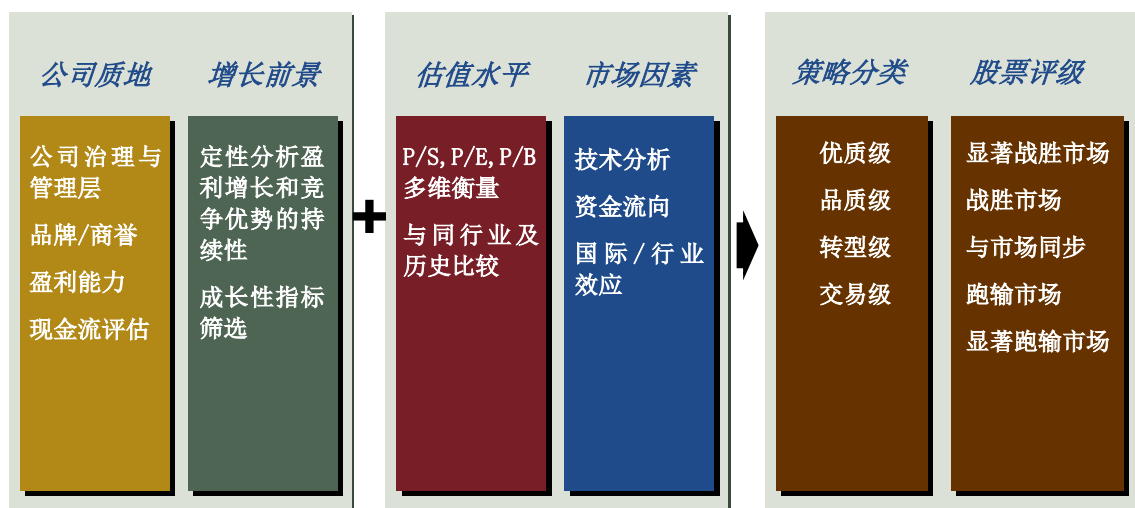 公司质地
公司治理与
管理层
品牌/商誉
盈利能力
现金流评估
增长前景
定性分析盈
利增长和竞
争优势的持
续性
成长性指标
筛选
估值水平
P/S,P/E,P/B
多维衡量
与同行业及
历史比较
市场因素
技术分析
资金流向
国际/行业
效应
策略分类
优质级
品质级
转型级
交易级
股票评级
显著战胜市场
战胜市场
与市场同步
跑输市场
显著跑输市场